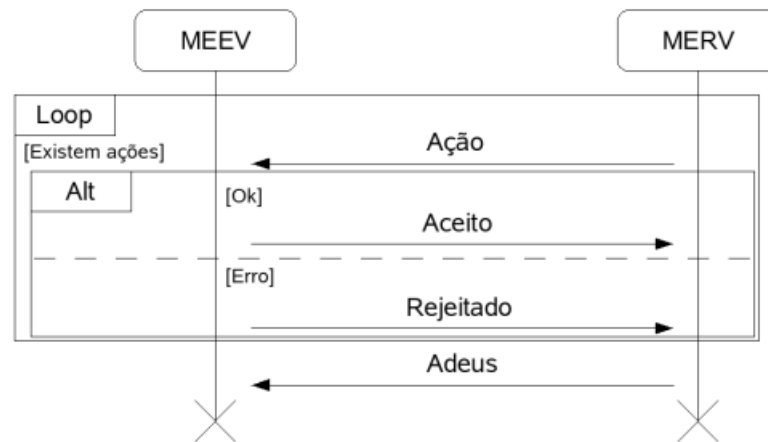 MEEV
MERV
Loop
[Existem ações]
Ação
Alt
[Ok]
Aceito
[Erro]
Rejeitado
Adeus